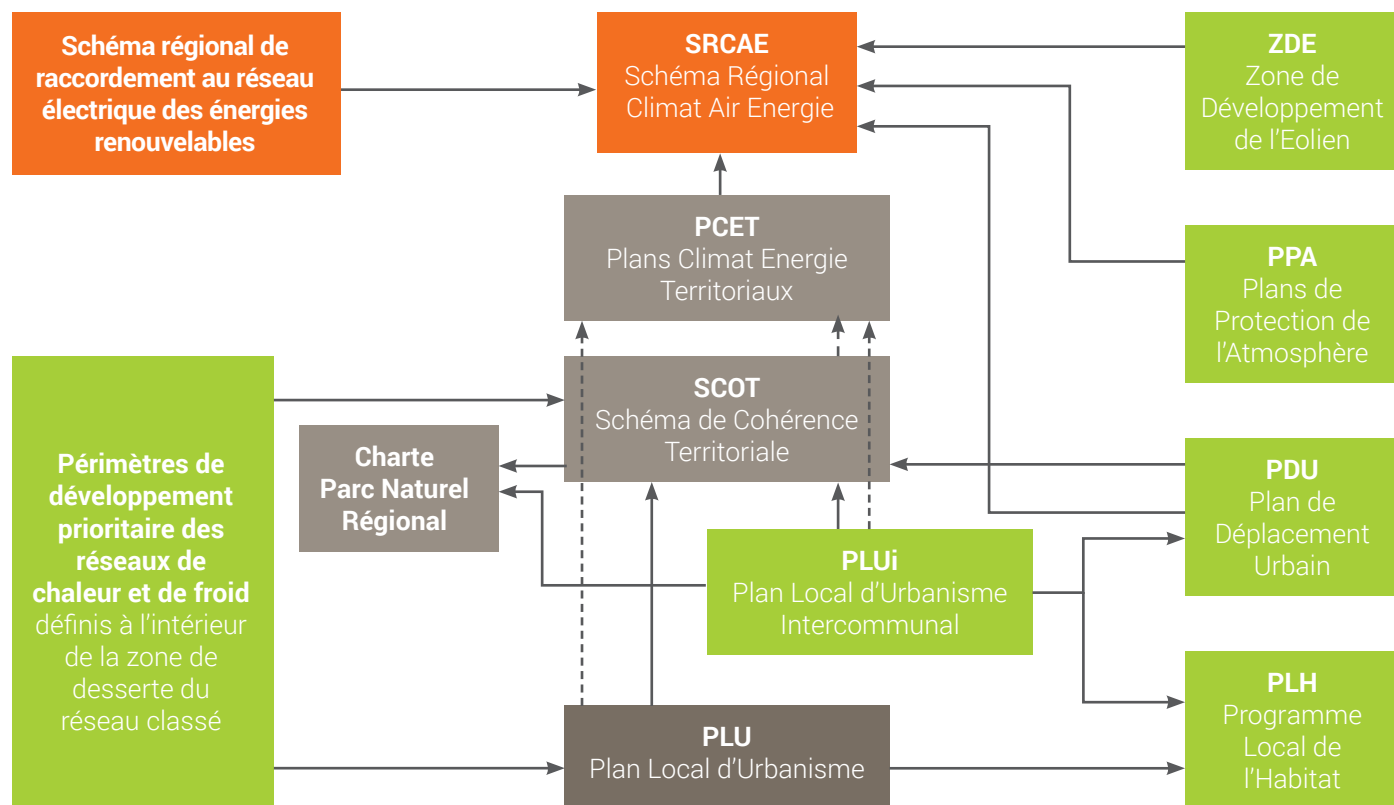 Schéma régional de
raccordement au réseau
électrique des énergies
renouvelables
SRCAE
Schéma Régional
Climat Air Energie
ZDE
Zone de
Développement
de l'Eolien
PCET
Plans Climat Energie
Territoriaux
PPA
Plans de
Protection de
l'Atmosphère
Périmètres de
développement
prioritaire des
réseaux de
chaleur et de froid
définis à l'intérieur
de la zone de
desserte du
réseau classé
SCOT
Schéma de Cohérence
Territoriale
Charte
Parc Naturel
Régional
PDU
Plan de
Déplacement
Urbain
PLUi
Plan Local d'Urbanisme
Intercommunal
PLU
Plan Local d'Urbanisme
PLH
Programme
Local de
l'Habitat